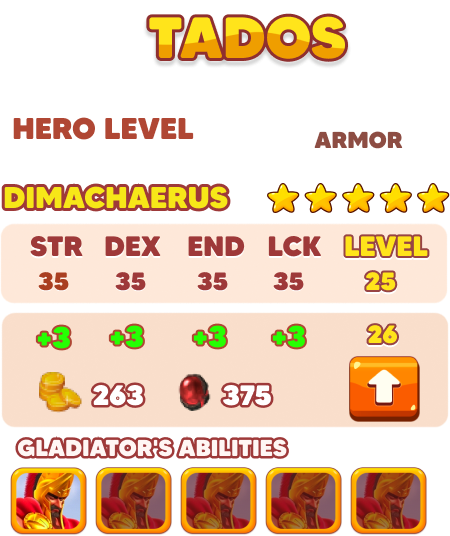 TADOS
HERO LEVEL
ARMOR
DIMACHAERUS
STR DEX END LCK LEVEL
35 35 35 35 25
+3 +3 +3 +3 26
263 375
GLADIATOR'S ABILITIES